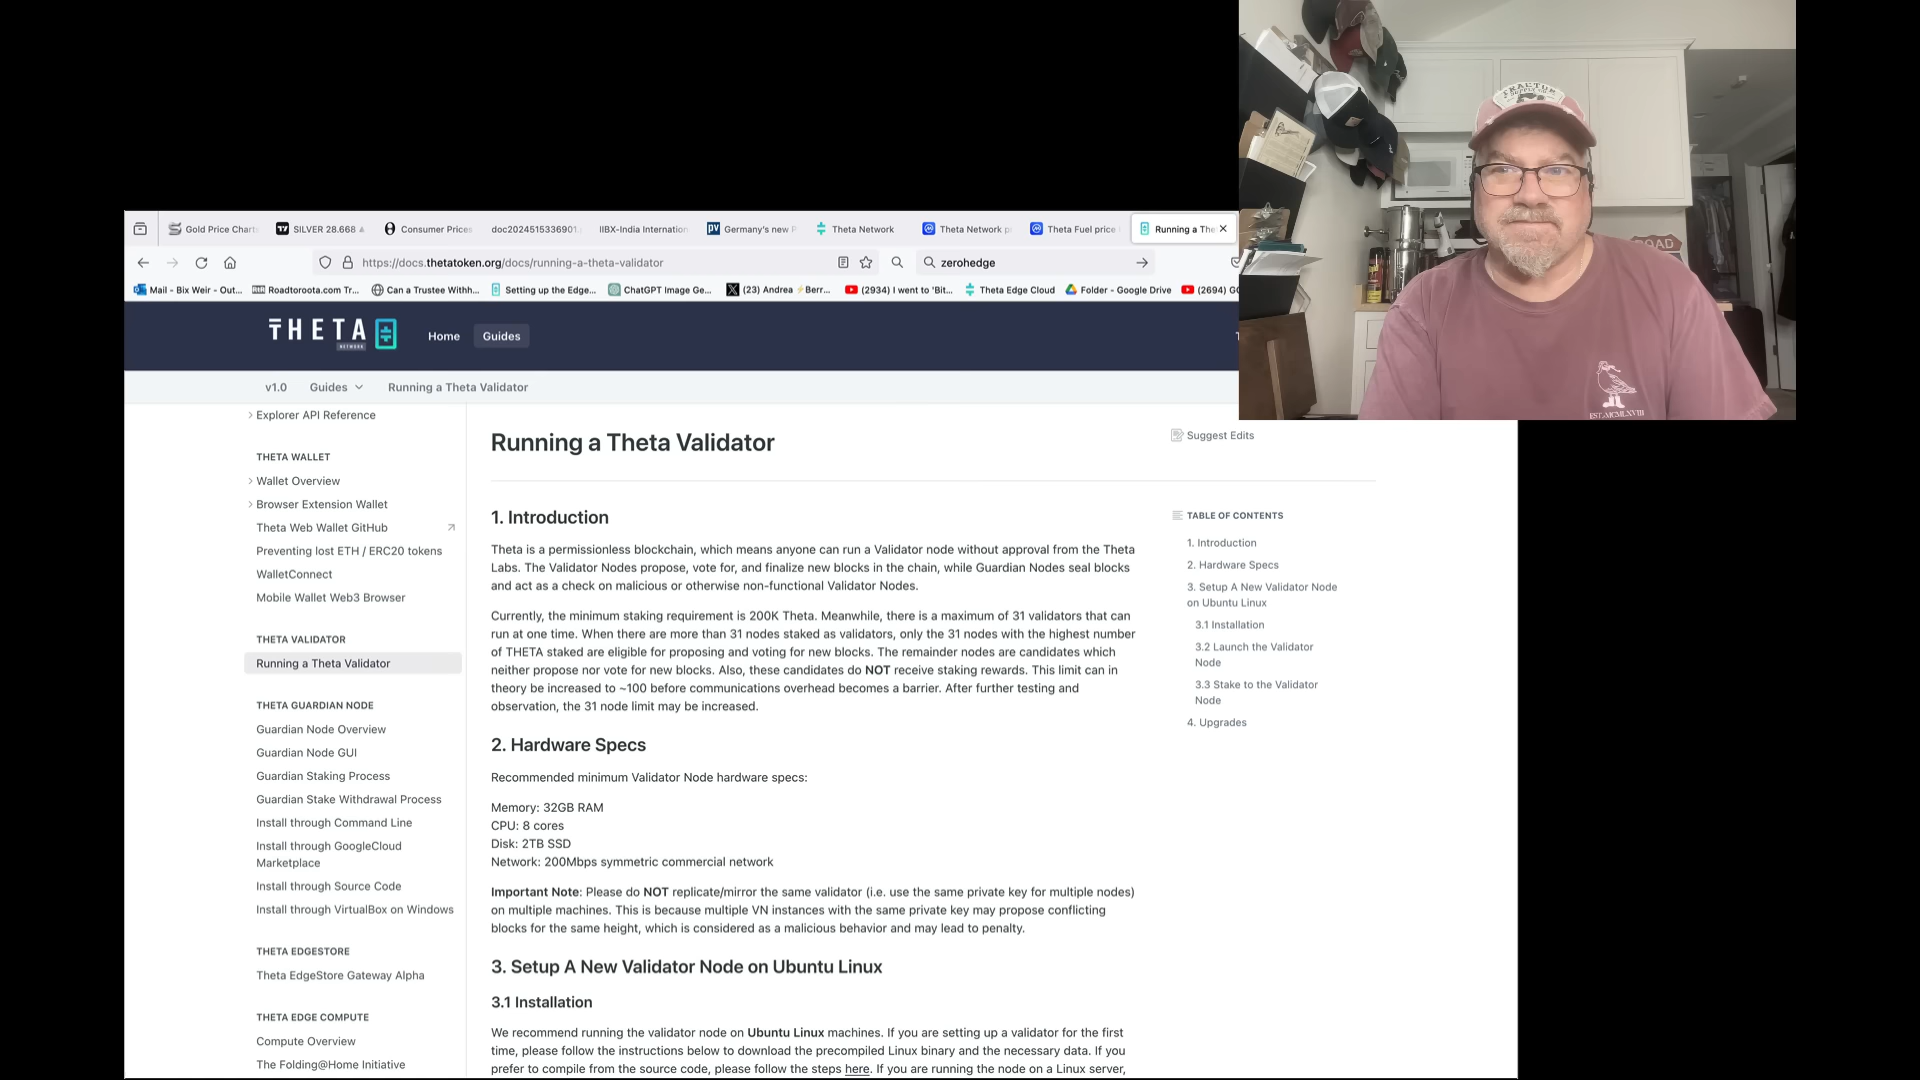 Gold Price Chart
SILVER 28.668
Consumer Prices
doc2024515336901
IIBX-India Internation
Germany's new P
Theta Network
Theta Network p
Theta Fuel price
Running a The
https://docs.thetatoken.org/docs/running-a-theta-validator
zerohedge
Mail - Bix Weir - Out...
Roadtoroota.com Tr...
Can a Trustee Withh...
Setting up the Edge...
ChatGPT Image Ge...
(23) Andrea ⚡Berr...
(2934) I went to 'Bit...
Theta Edge Cloud
Folder - Google Drive
(2694) GO
THETA
NETWORK
Home
Guides
v1.0
Guides
Running a Theta Validator
Explorer API Reference
THETA WALLET
Wallet Overview
Browser Extension Wallet
Theta Web Wallet GitHub
Preventing lost ETH / ERC20 tokens
WalletConnect
Mobile Wallet Web3 Browser
THETA VALIDATOR
Running a Theta Validator
THETA GUARDIAN NODE
Guardian Node Overview
Guardian Node GUI
Guardian Staking Process
Guardian Stake Withdrawal Process
Install through Command Line
Install through GoogleCloud
Marketplace
Install through Source Code
Install through VirtualBox on Windows
THETA EDGESTORE
Theta EdgeStore Gateway Alpha
THETA EDGE COMPUTE
Compute Overview
The Folding@Home Initiative
Running a Theta Validator
1. Introduction
Theta is a permissionless blockchain, which means anyone can run a Validator node without approval from the Theta
Labs. The Validator Nodes propose, vote for, and finalize new blocks in the chain, while Guardian Nodes seal blocks
and act as a check on malicious or otherwise non-functional Validator Nodes.
Currently, the minimum staking requirement is 200K Theta. Meanwhile, there is a maximum of 31 validators that can
run at one time. When there are more than 31 nodes staked as validators, only the 31 nodes with the highest number
of THETA staked are eligible for proposing and voting for new blocks. The remainder nodes are candidates which
neither propose nor vote for new blocks. Also, these candidates do NOT receive staking rewards. This limit can in
theory be increased to ~100 before communications overhead becomes a barrier. After further testing and
observation, the 31 node limit may be increased.
2. Hardware Specs
Recommended minimum Validator Node hardware specs:
Memory: 32GB RAM
CPU: 8 cores
Disk: 2TB SSD
Network: 200Mbps symmetric commercial network
Important Note: Please do NOT replicate/mirror the same validator (i.e. use the same private key for multiple nodes)
on multiple machines. This is because multiple VN instances with the same private key may propose conflicting
blocks for the same height, which is considered as a malicious behavior and may lead to penalty.
3. Setup A New Validator Node on Ubuntu Linux
3.1 Installation
We recommend running the validator node on Ubuntu Linux machines. If you are setting up a validator for the first
time, please follow the instructions below to download the precompiled Linux binary and the necessary data. If you
prefer to compile from the source code, please follow the steps here. If you are running the node on a Linux server,
Suggest Edits
TABLE OF CONTENTS
1. Introduction
2. Hardware Specs
3. Setup A New Validator Node
on Ubuntu Linux
3.1 Installation
3.2 Launch the Validator
Node
3.3 Stake to the Validator
Node
4. Upgrades
TRACTOR
SUPPLY CO
ROAD
EST. MCMLXVIII